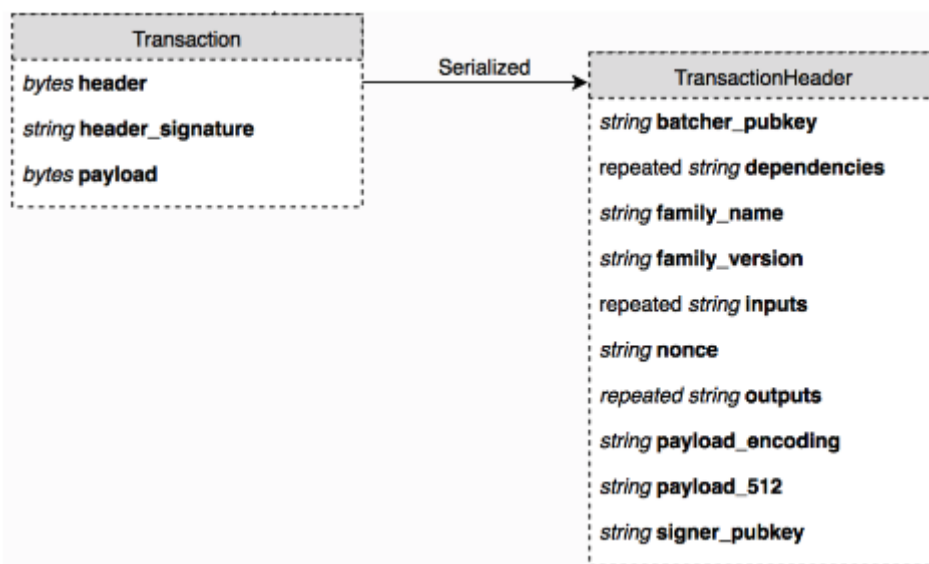 Transaction
bytes header
string header_signature
bytes payload
Serialized
TransactionHeader
string batcher_pubkey
repeated string dependencies
string family_name
string family_version
repeated string inputs
string nonce
repeated string outputs
string payload_encoding
string payload_512
string signer_pubkey